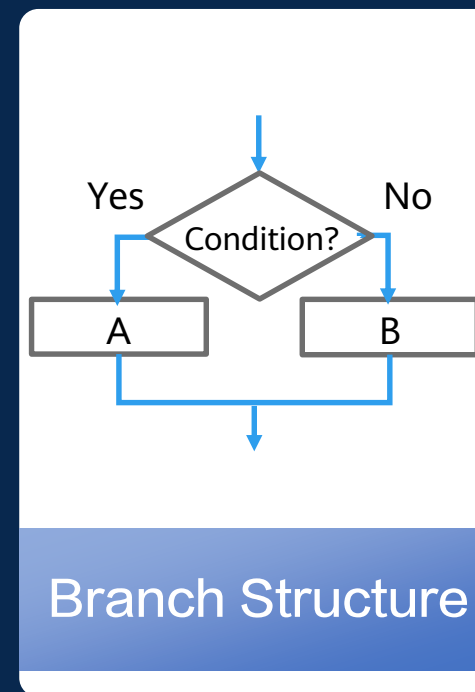 Yes
No
Condition?
A
B
Branch Structure